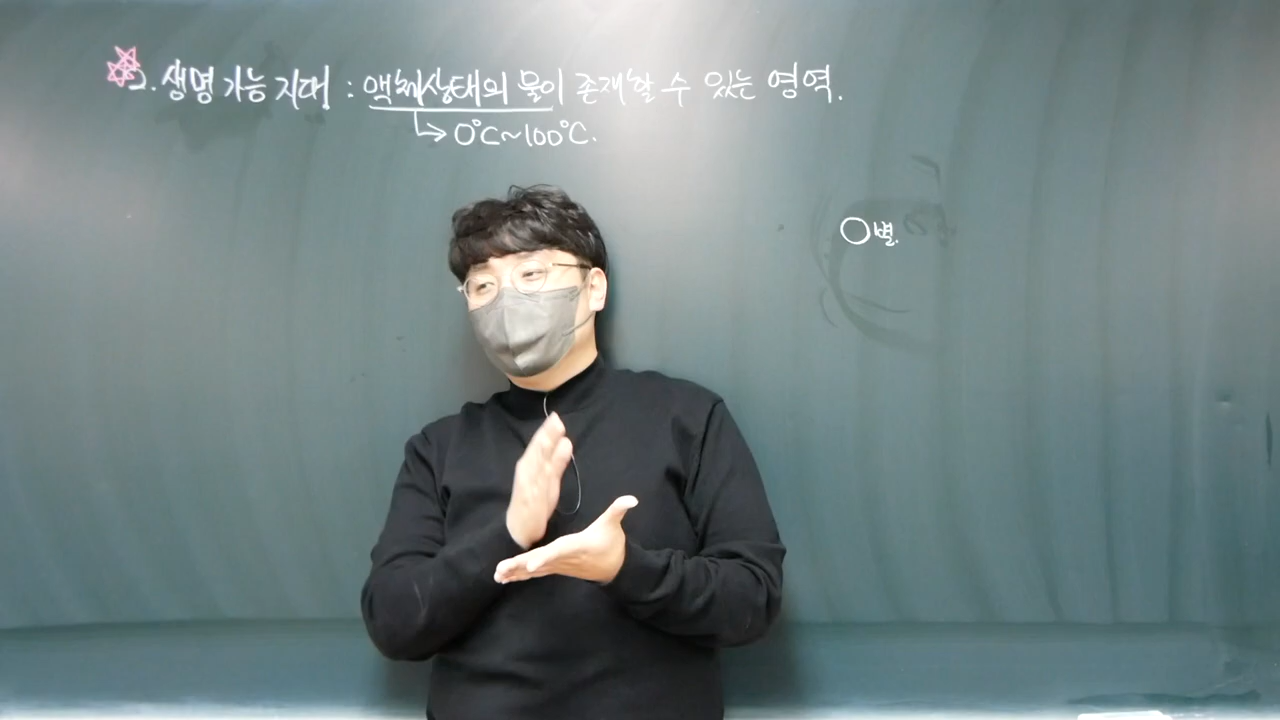 2. 생명 가능 지대 : 액체상태의 물이 존재할 수 있는 영역.
↳ 0°C ~ 100°C.
별.